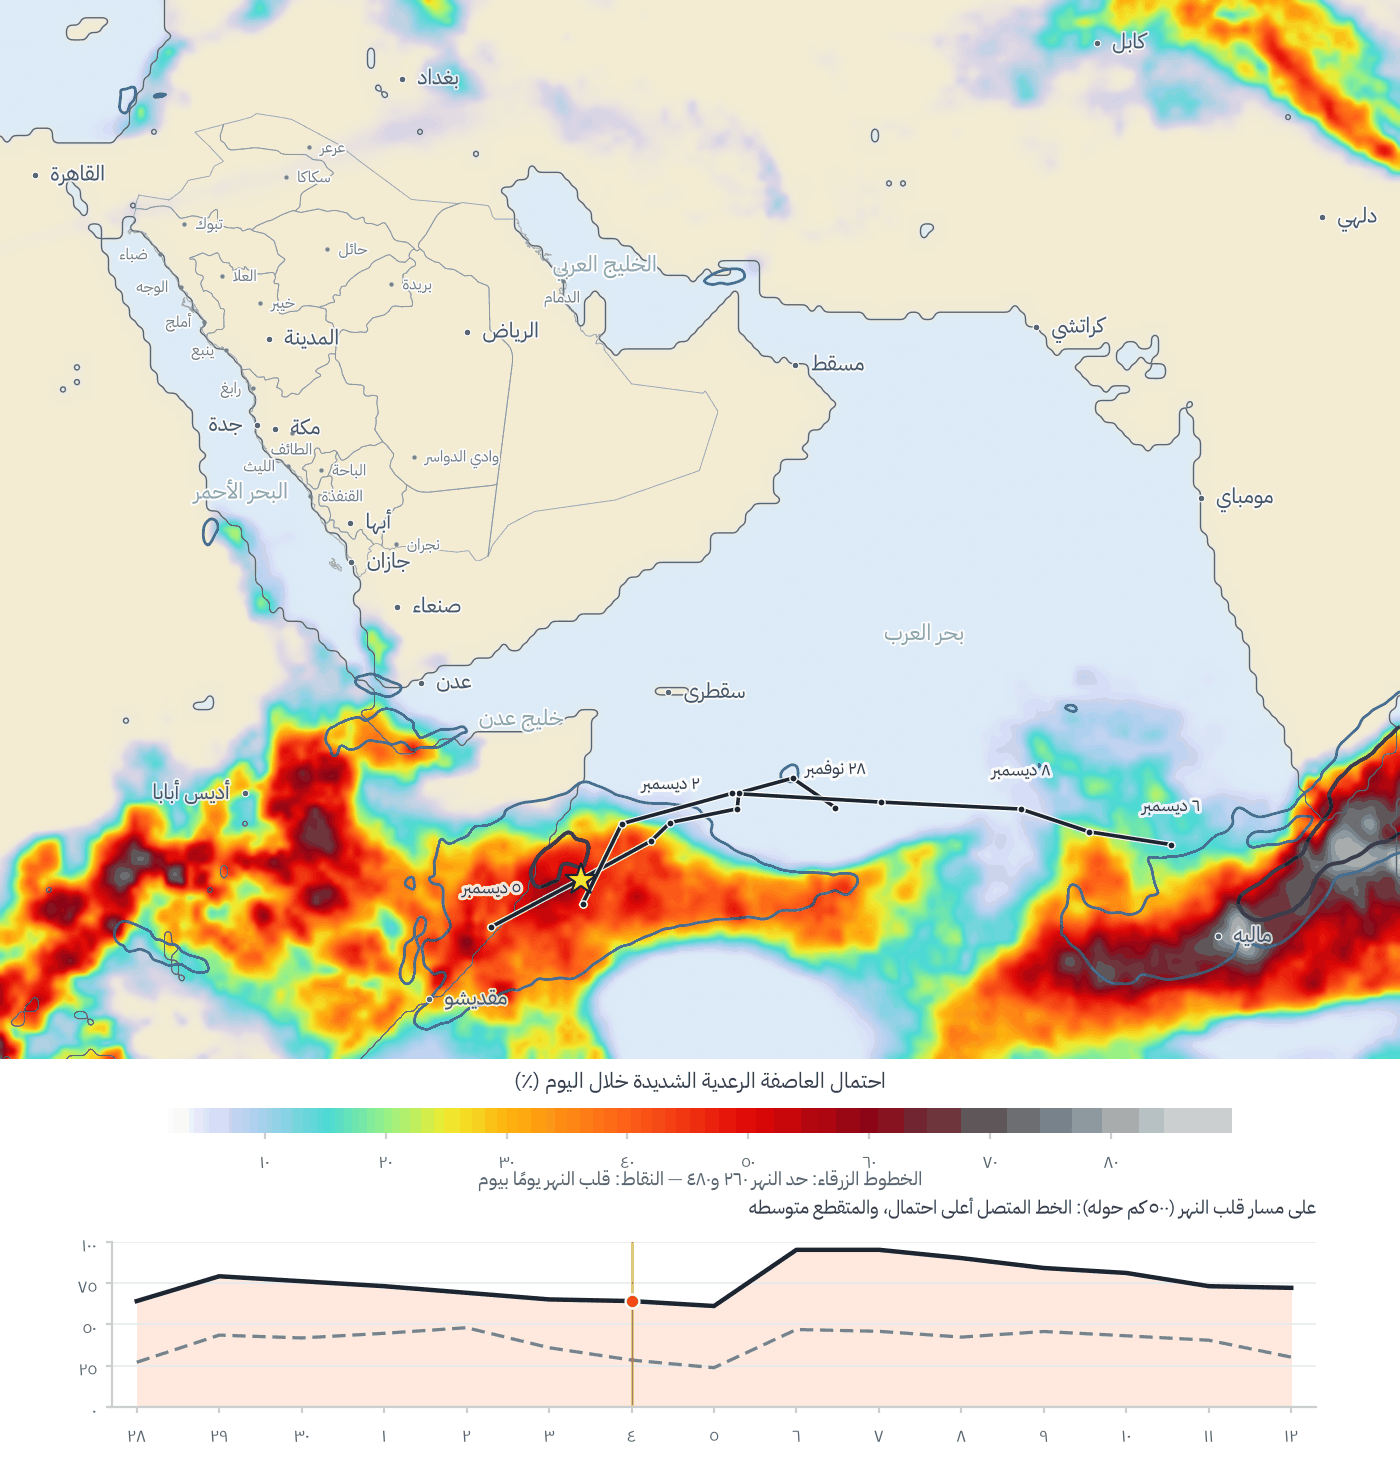 كابل
بغداد
عرعر
القاهرة
سكاكا
دلهي
تبوك
حائل
ضباء
الخليج العربي
العلا
الوجه
بريدة
الدمام
خيبر
أملج
كراتشي
الرياض
المدينة
ينبع
مسقط
رابغ
جدة
مكة
الطائف
وادي الدواسر
الليث
الباحة
البحر الأحمر
القنفذة
مومباي
أبها
نجران
جازان
صنعاء
بحر العرب
عدن
سقطرى
خليج عدن
٢٨ نوفمبر
٨ ديسمبر
٢ ديسمبر
أديس أبابا
٦ ديسمبر
٥ ديسمبر
ماليه
مقديشو
احتمال العاصفة الرعدية الشديدة خلال اليوم (٪)
١٠ ٢٠ ٣٠ ٤٠ ٥٠ ٦٠ ٧٠ ٨٠
الخطوط الزرقاء: حد النهر ٢٦٠ و٤٨٠ — النقاط: قلب النهر يومًا بيوم
على مسار قلب النهر (٥٠٠ كم حوله): الخط المتصل أعلى احتمال، والمتقطع متوسطه
١٠٠
٧٥
٥٠
٢٥
٠
٢٨ ٢٩ ٣٠ ١ ٢ ٣ ٤ ٥ ٦ ٧ ٨ ٩ ١٠ ١١ ١٢